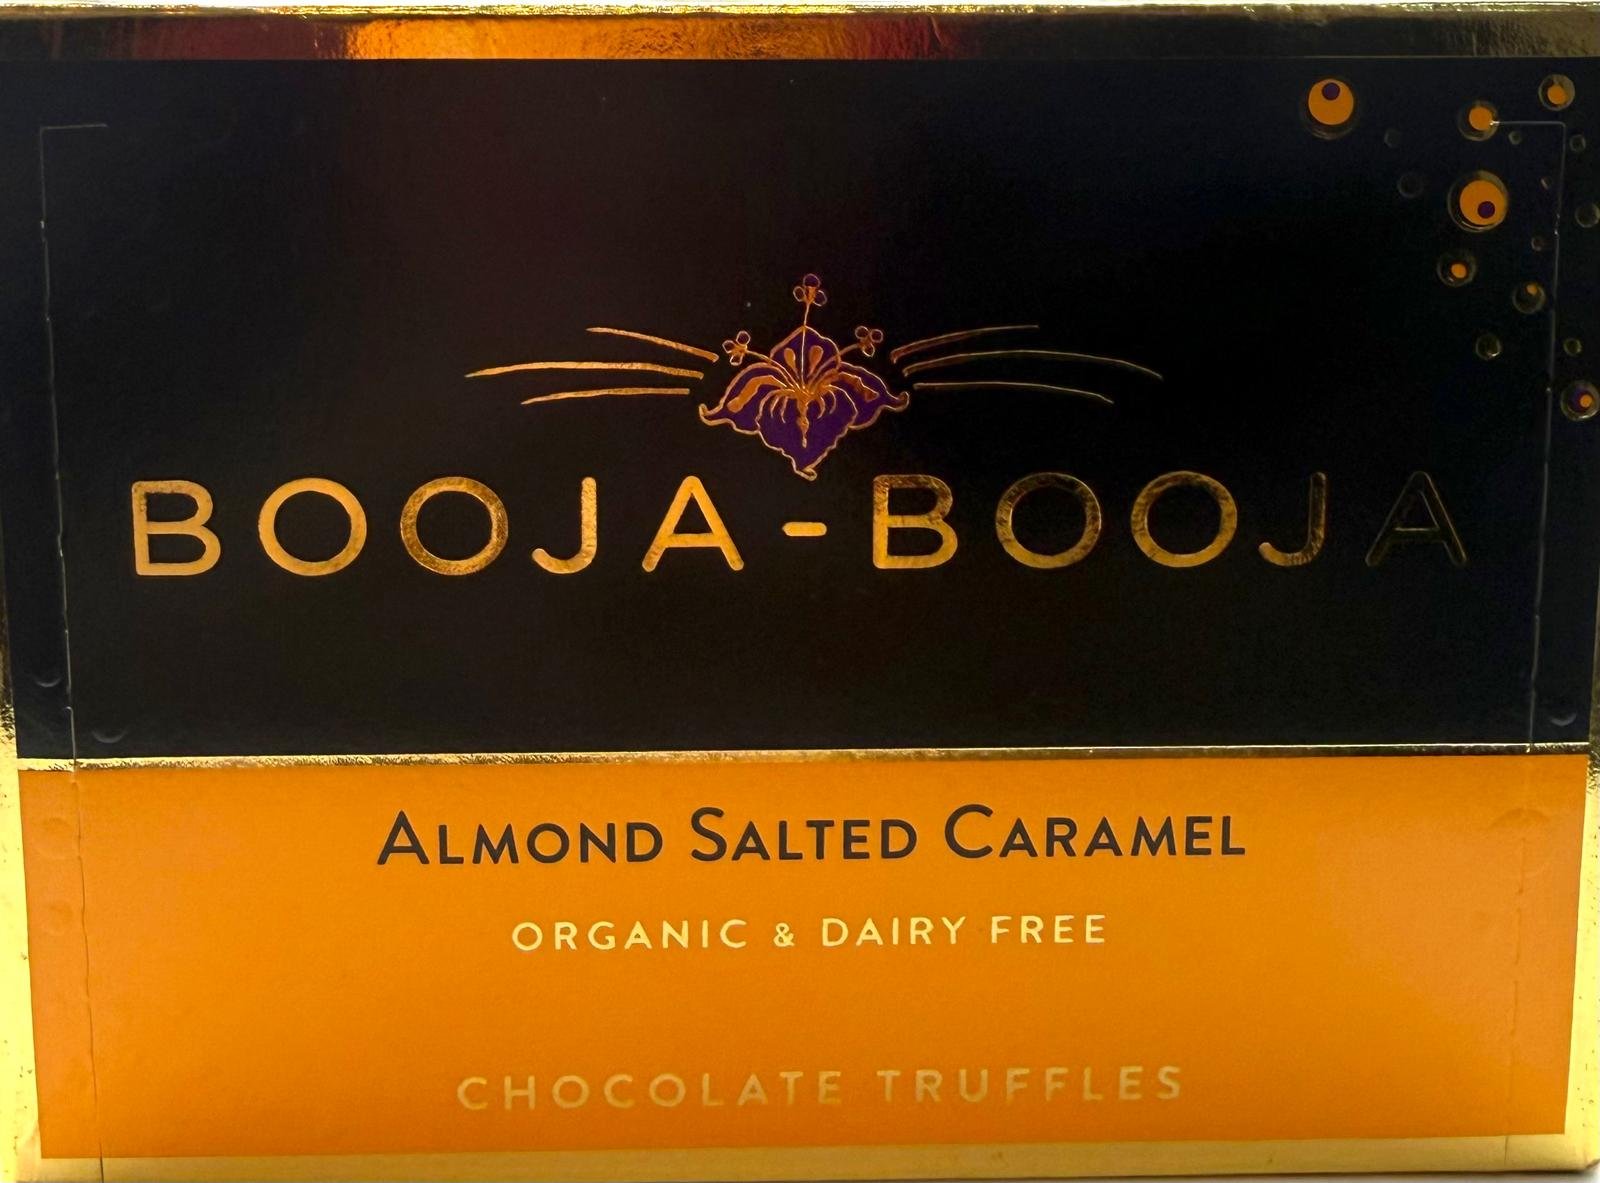 BOOJA-BOOJA
ALMOND SALTED CARAMEL
ORGANIC & DAIRY FREE
CHOCOLATE TRUFFLES